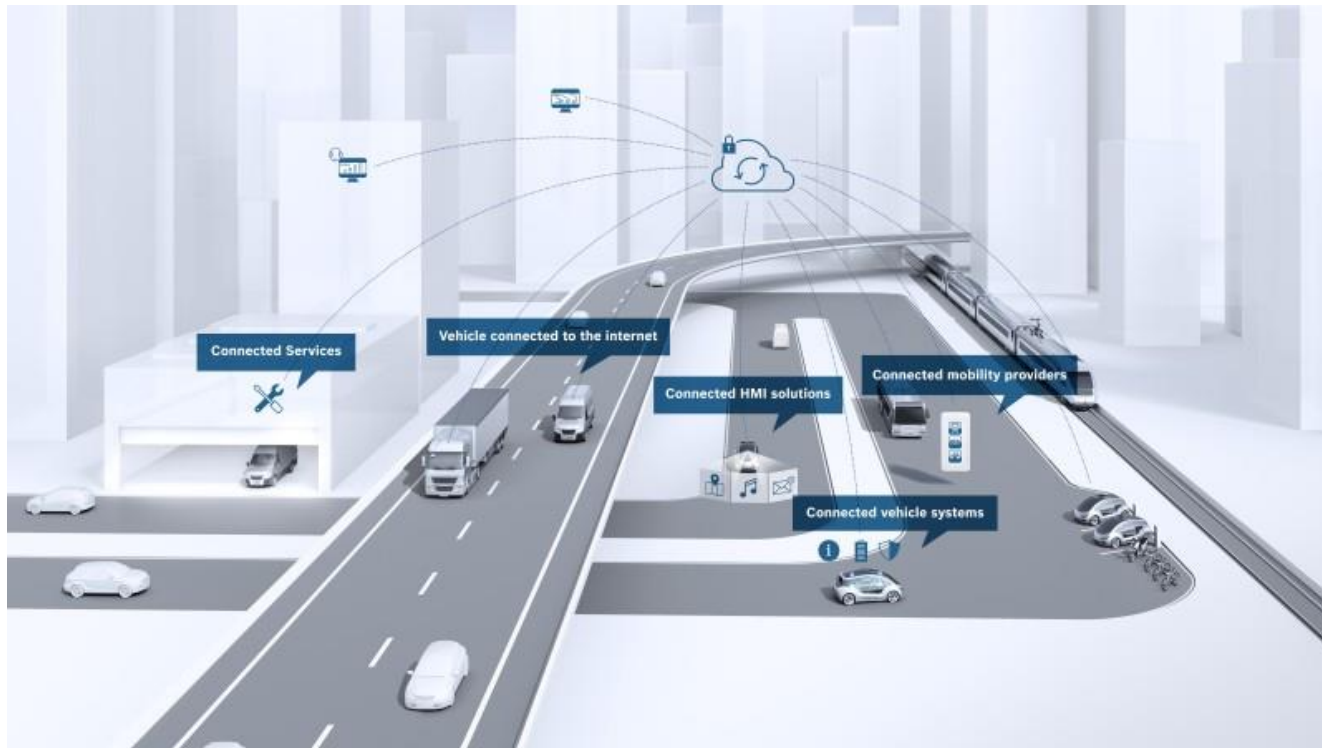 Connected Services
Vehicle connected to the internet
Connected HMI solutions
Connected mobility providers
Connected vehicle systems